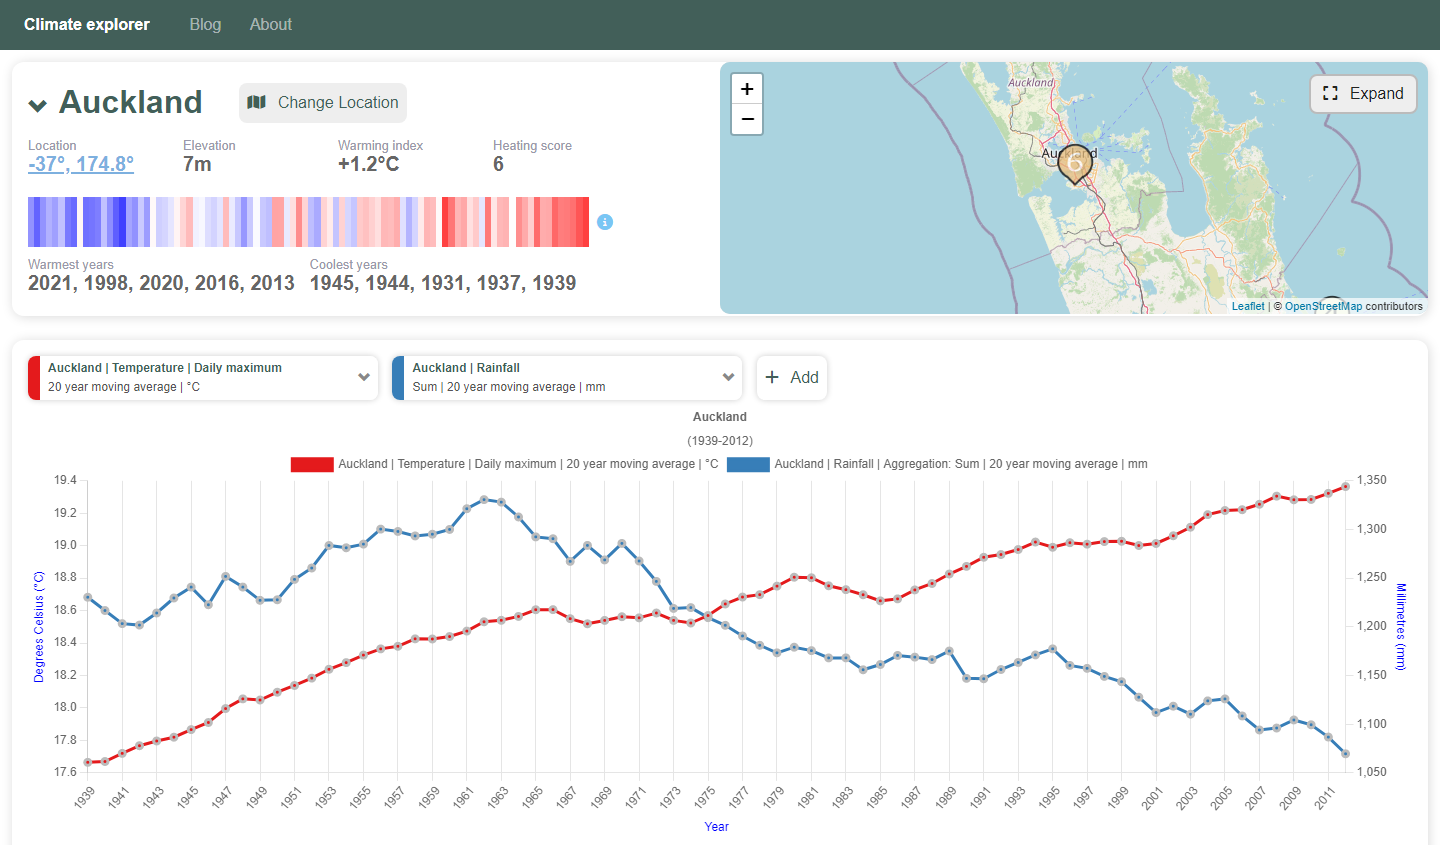 Climate explorer Blog About
Auckland
Change Location
Location Elevation Warming index Heating score
-37°, 174.8° 7m +1.2°C 6
Warmest years Coolest years
2021, 1998, 2020, 2016, 2013 1945, 1944, 1931, 1937, 1939
+
−
Auckland
Auckland
6
Expand
Leaflet | © OpenStreetMap contributors
Auckland | Temperature | Daily maximum
20 year moving average | °C
Auckland | Rainfall
Sum | 20 year moving average | mm
+ Add
Auckland
(1939-2012)
Auckland | Temperature | Daily maximum | 20 year moving average | °C Auckland | Rainfall | Aggregation: Sum | 20 year moving average | mm
19.4
19.2
19.0
18.8
18.6
18.4
18.2
18.0
17.8
17.6
Degrees Celsius (°C)
1,350
1,300
1,250
1,200
1,150
1,100
1,050
Millimetres (mm)
1939 1941 1943 1945 1947 1949 1951 1953 1955 1957 1959 1961 1963 1965 1967 1969 1971 1973 1975 1977 1979 1981 1983 1985 1987 1989 1991 1993 1995 1997 1999 2001 2003 2005 2007 2009 2011
Year